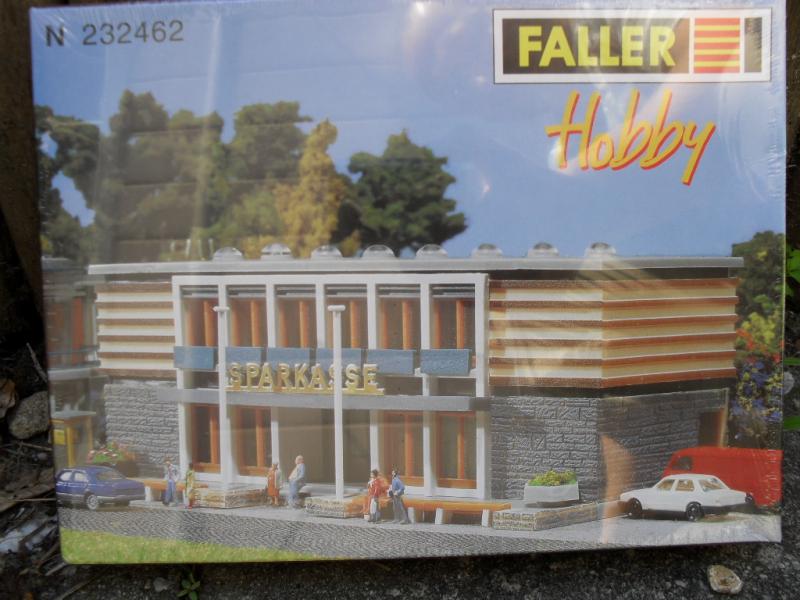 N 232462
FALLER
Hobby
SPARKASSE